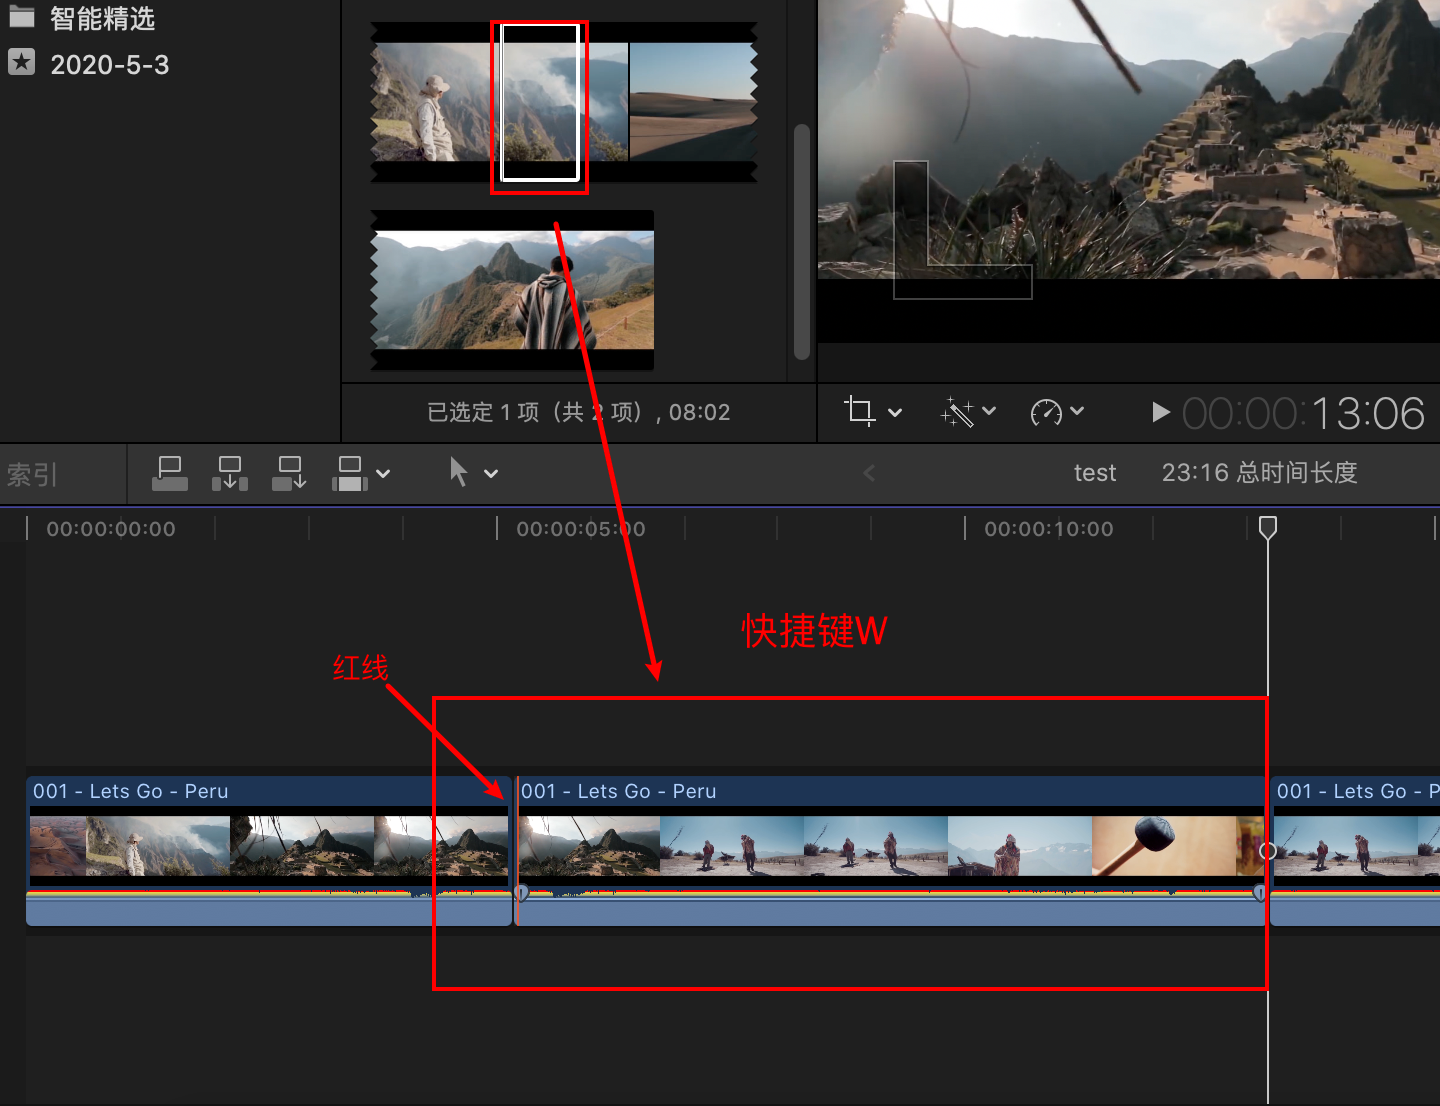 智能精选
2020-5-3
已选定 1 项（共 2 项）, 08:02
00:00:13:06
索引
test
23:16 总时间长度
00:00:00:00
00:00:05:00
00:00:10:00
快捷键W
红线
001 - Lets Go - Peru
001 - Lets Go - Peru
001 - Lets Go - P